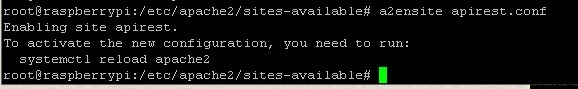 root@raspberrypi:/etc/apache2/sites-available# a2ensite apirest.conf
Enabling site apirest.
To activate the new configuration, you need to run:
  systemctl reload apache2
root@raspberrypi:/etc/apache2/sites-available#